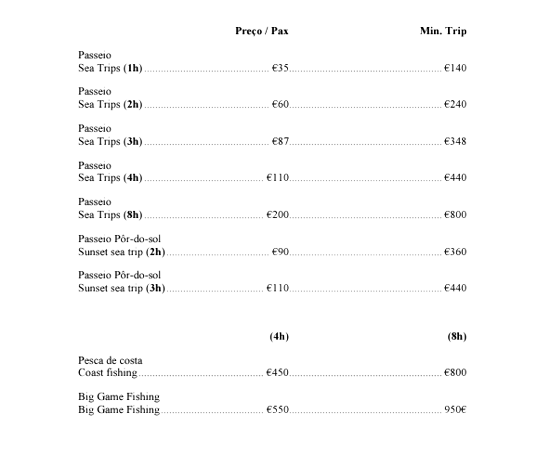 Preço / Pax Min. Trip
Passeio
Sea Trips (1h) €35 €140
Passeio
Sea Trips (2h) €60 €240
Passeio
Sea Trips (3h) €87 €348
Passeio
Sea Trips (4h) €110 €440
Passeio
Sea Trips (8h) €200 €800
Passeio Pôr-do-sol
Sunset sea trip (2h) €90 €360
Passeio Pôr-do-sol
Sunset sea trip (3h) €110 €440
(4h) (8h)
Pesca de costa
Coast fishing €450 €800
Big Game Fishing
Big Game Fishing €550 950€